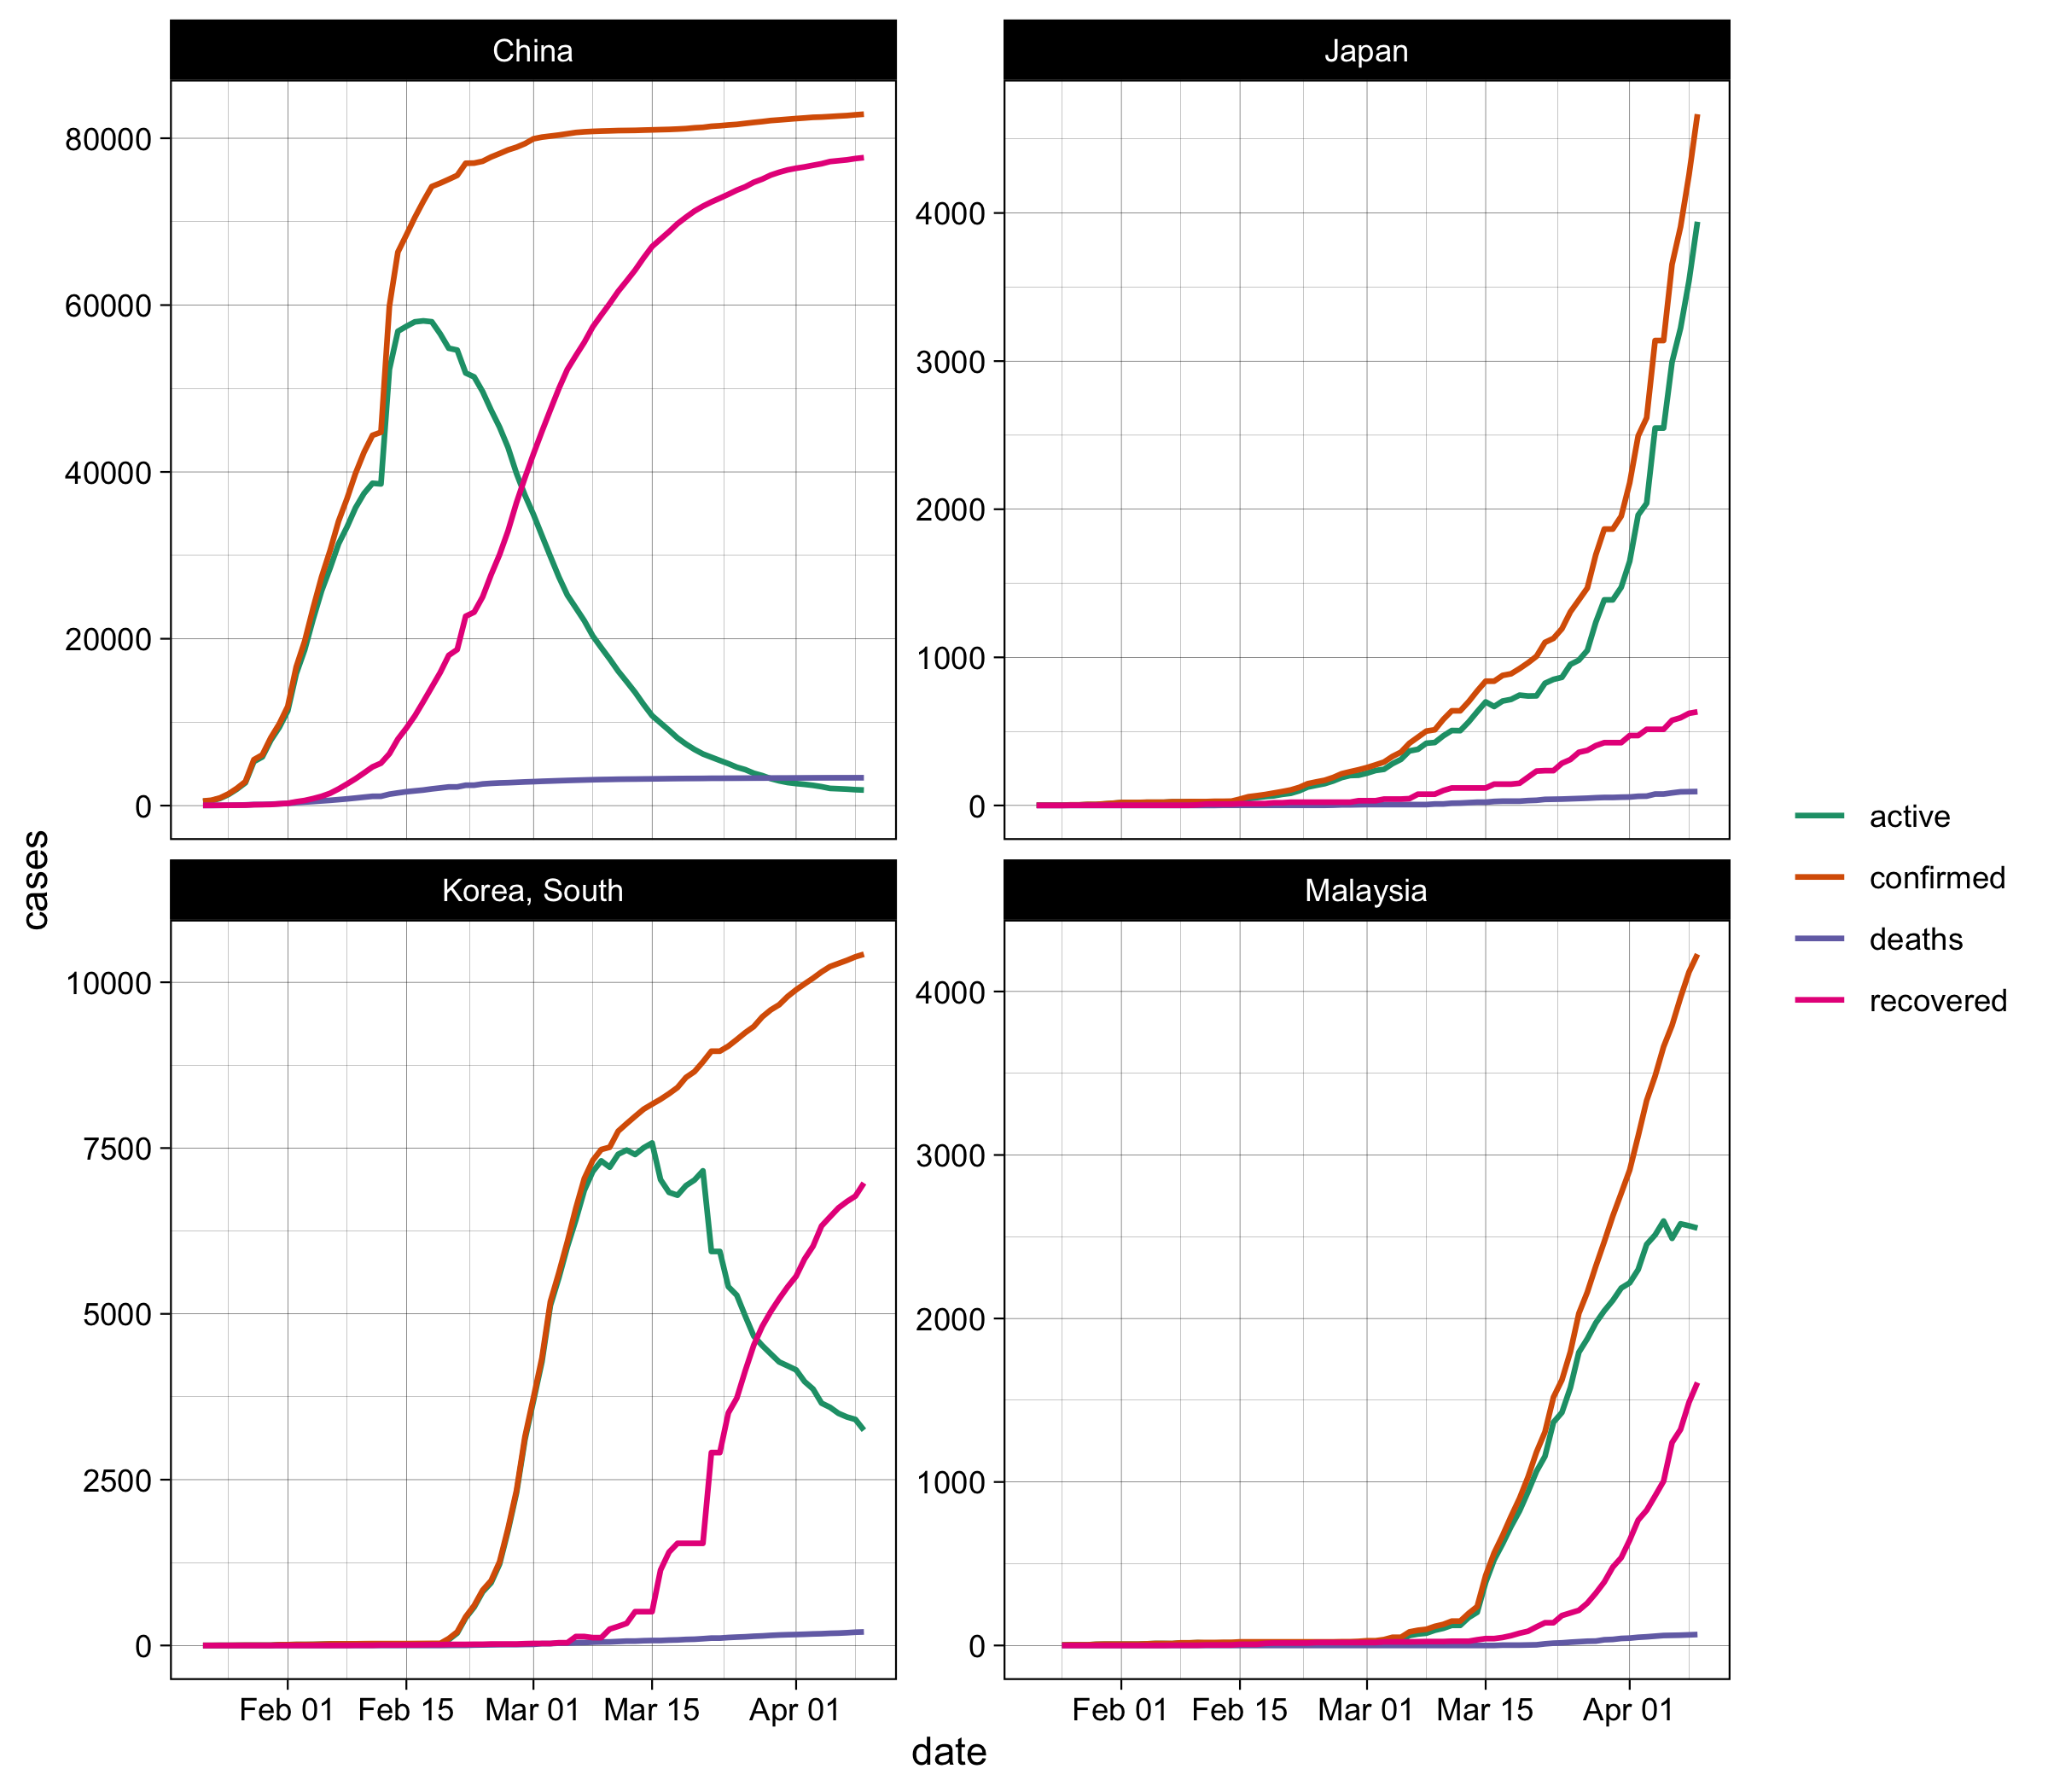 China
Japan
80000
60000
40000
20000
0
4000
3000
2000
1000
0
cases
Korea, South
Malaysia
10000
7500
5000
2500
0
4000
3000
2000
1000
0
Feb 01 Feb 15 Mar 01 Mar 15 Apr 01
Feb 01 Feb 15 Mar 01 Mar 15 Apr 01
date
active
confirmed
deaths
recovered